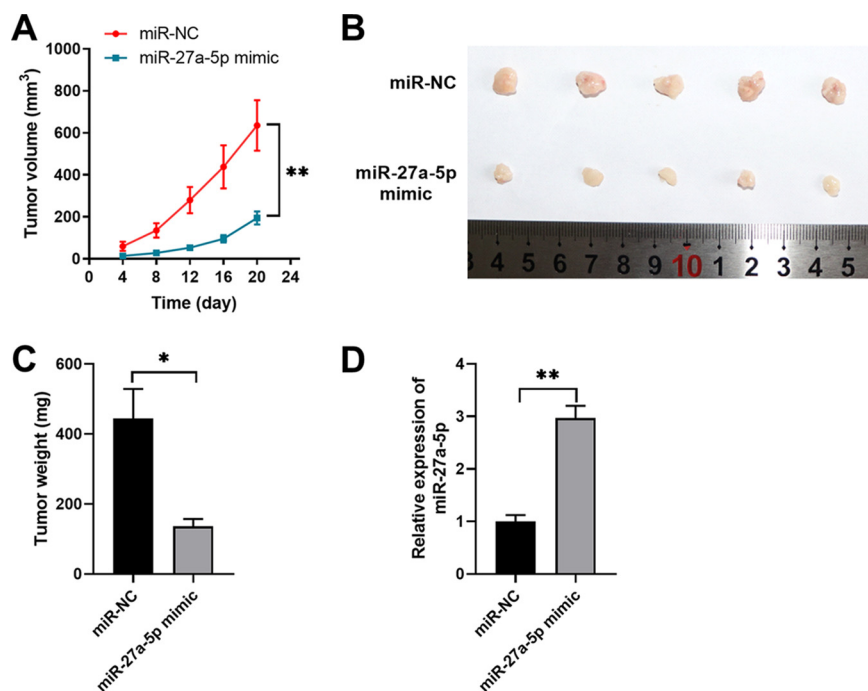 A
miR-NC
miR-27a-5p mimic
Tumor volume (mm³)
1000
800
600
400
200
0
**
0 4 8 12 16 20 24
Time (day)
B
miR-NC
miR-27a-5p
mimic
3 4 5 6 7 8 9 10 1 2 3 4 5
C
Tumor weight (mg)
600
400
200
0
*
miR-NC
miR-27a-5p mimic
D
Relative expression of
miR-27a-5p
4
3
2
1
0
**
miR-NC
miR-27a-5p mimic